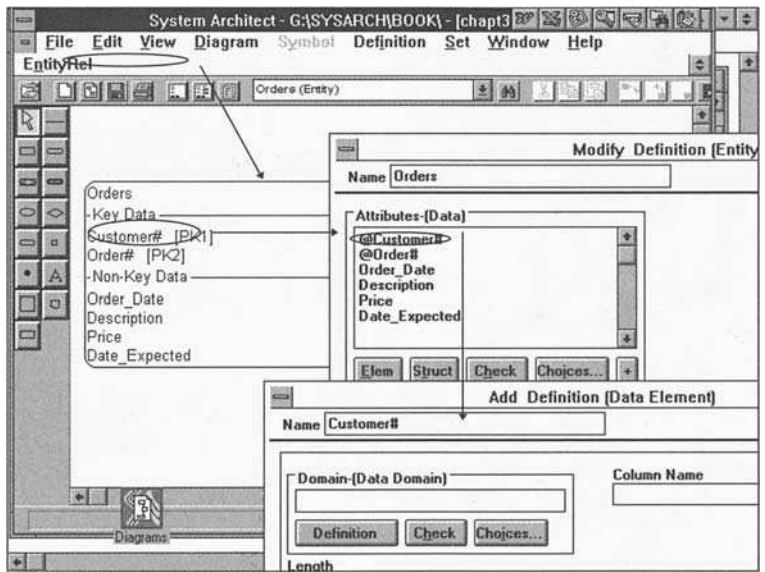 System Architect - G:\SYSARCH\BOOK\ - [chapt3
File Edit View Diagram Symbol Definition Set Window Help
EntityRel
Orders (Entity)
A
Orders
Key Data
Customer# [PK1]
Order# [PK2]
Non-Key Data
Order_Date
Description
Price
Date_Expected
Modify Definition (Entity
Name Orders
Attributes-(Data)
@Customer#
@Order#
Order_Date
Description
Price
Date_Expected
Elem Struct Check Choices... +
Add Definition (Data Element)
Name Customer#
Domain-(Data Domain)
Column Name
Definition Check Choices...
Length
Diagrams